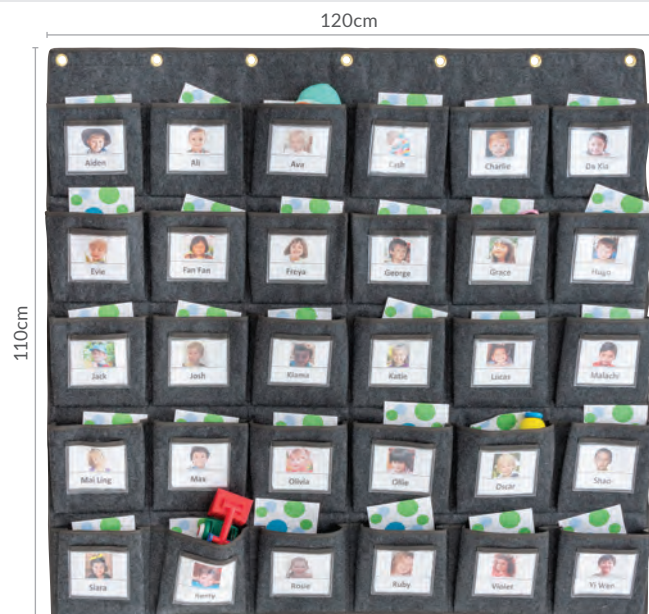 120cm
110cm
Aiden
Ali
Ava
Cash
Charlie
Da Xia
Evie
Fan Fan
Freya
George
Grace
Hugo
Jack
Josh
Kiama
Katie
Lucas
Malachi
Mai Ling
Max
Olivia
Ollie
Oscar
Shao
Siara
Rosie
Ruby
Violet
Yi Wen